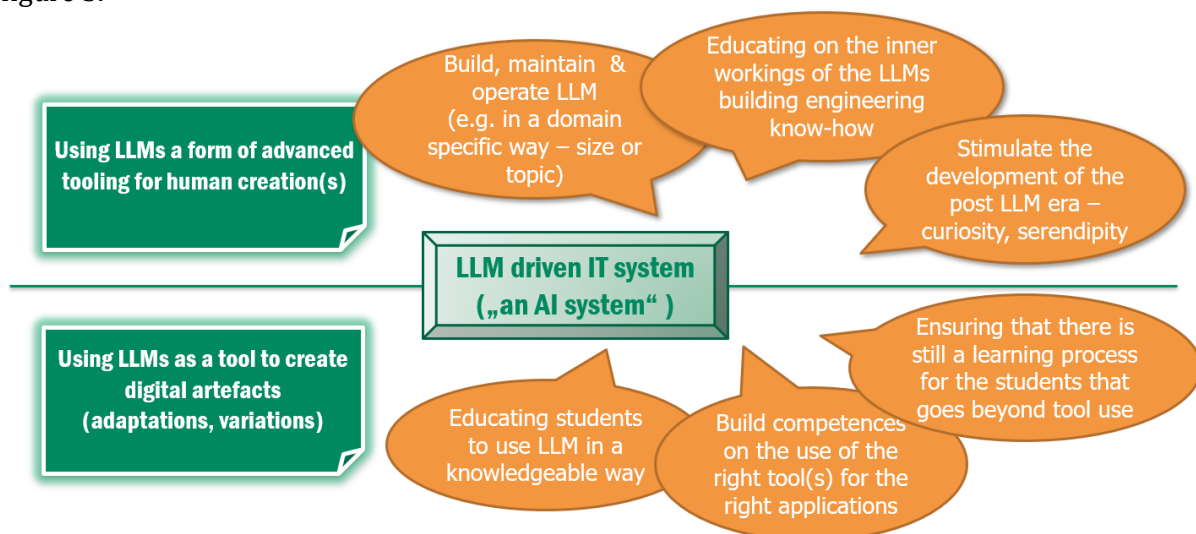 Build, maintain &
operate LLM
(e.g. in a domain
specific way – size or
topic)
Educating on the inner
workings of the LLMs
building engineering
know-how
Using LLMs a form of advanced
tooling for human creation(s)
Stimulate the
development of the
post LLM era –
curiosity, serendipity
LLM driven IT system
(„an AI system“ )
Using LLMs as a tool to create
digital artefacts
(adaptations, variations)
Educating students
to use LLM in a
knowledgeable way
Build competences
on the use of the
right tool(s) for the
right applications
Ensuring that there is
still a learning process
for the students that
goes beyond tool use